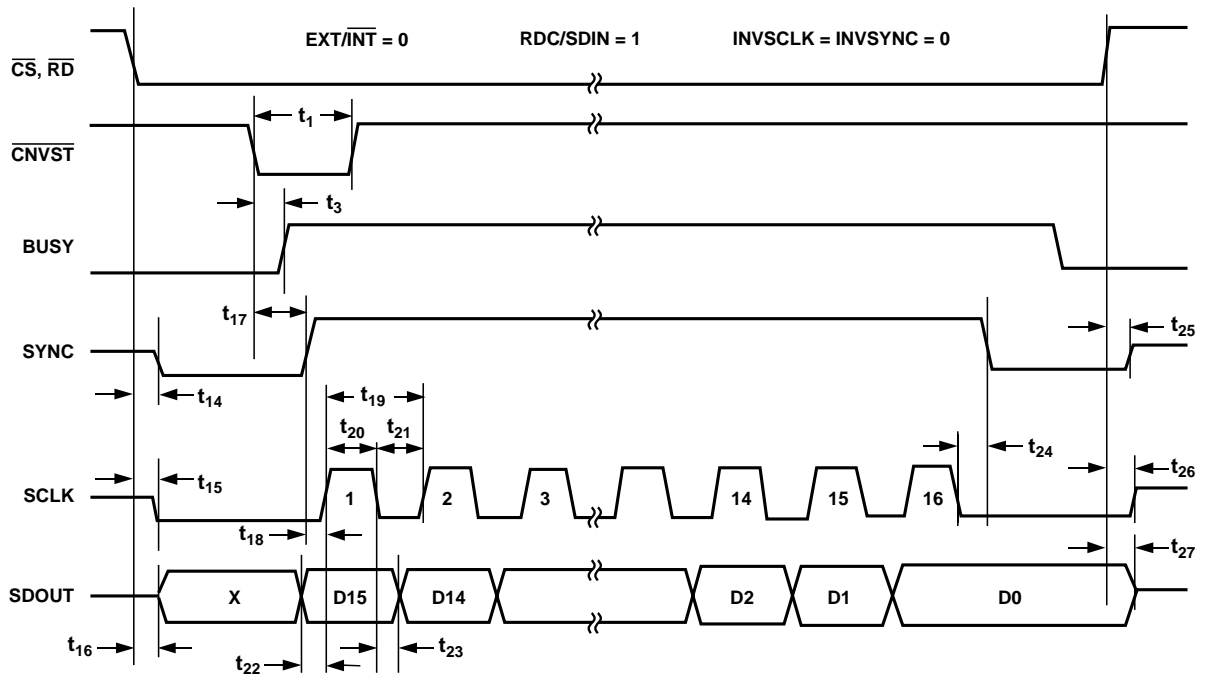 EXT/INT = 0 RDC/SDIN = 1 INVSCLK = INVSYNC = 0
CS, RD
t1
CNVST
t3
BUSY
t17
t25
SYNC
t14
t19
t20 t21
t24
t15
t26
SCLK
1 2 3 14 15 16
t18
t27
SDOUT
X D15 D14 D2 D1 D0
t16
t22
t23